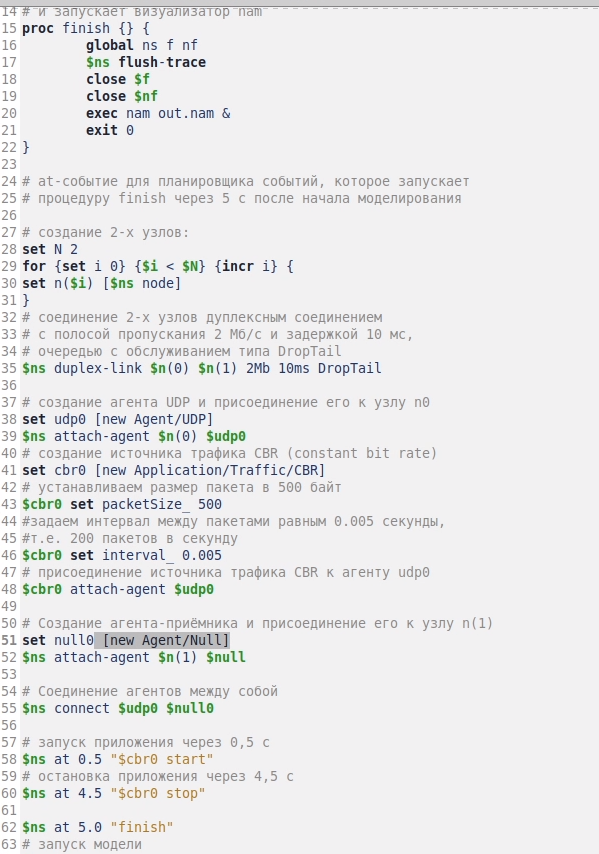 14 # и запускает визуализатор nam
15 proc finish {} {
16         global ns f nf
17         $ns flush-trace
18         close $f
19         close $nf
20         exec nam out.nam &
21         exit 0
22 }
23
24 # at-событие для планировщика событий, которое запускает
25 # процедуру finish через 5 с после начала моделирования
26
27 # создание 2-х узлов:
28 set N 2
29 for {set i 0} {$i < $N} {incr i} {
30 set n($i) [$ns node]
31 }
32 # соединение 2-х узлов дуплексным соединением
33 # с полосой пропускания 2 Мб/с и задержкой 10 мс,
34 # очередью с обслуживанием типа DropTail
35 $ns duplex-link $n(0) $n(1) 2Mb 10ms DropTail
36
37 # создание агента UDP и присоединение его к узлу n0
38 set udp0 [new Agent/UDP]
39 $ns attach-agent $n(0) $udp0
40 # создание источника трафика CBR (constant bit rate)
41 set cbr0 [new Application/Traffic/CBR]
42 # устанавливаем размер пакета в 500 байт
43 $cbr0 set packetSize_ 500
44 #задаем интервал между пакетами равным 0.005 секунды,
45 #т.е. 200 пакетов в секунду
46 $cbr0 set interval_ 0.005
47 # присоединение источника трафика CBR к агенту udp0
48 $cbr0 attach-agent $udp0
49
50 # Создание агента-приёмника и присоединение его к узлу n(1)
51 set null0 [new Agent/Null]
52 $ns attach-agent $n(1) $null
53
54 # Соединение агентов между собой
55 $ns connect $udp0 $null0
56
57 # запуск приложения через 0,5 с
58 $ns at 0.5 "$cbr0 start"
59 # остановка приложения через 4,5 с
60 $ns at 4.5 "$cbr0 stop"
61
62 $ns at 5.0 "finish"
63 # запуск модели